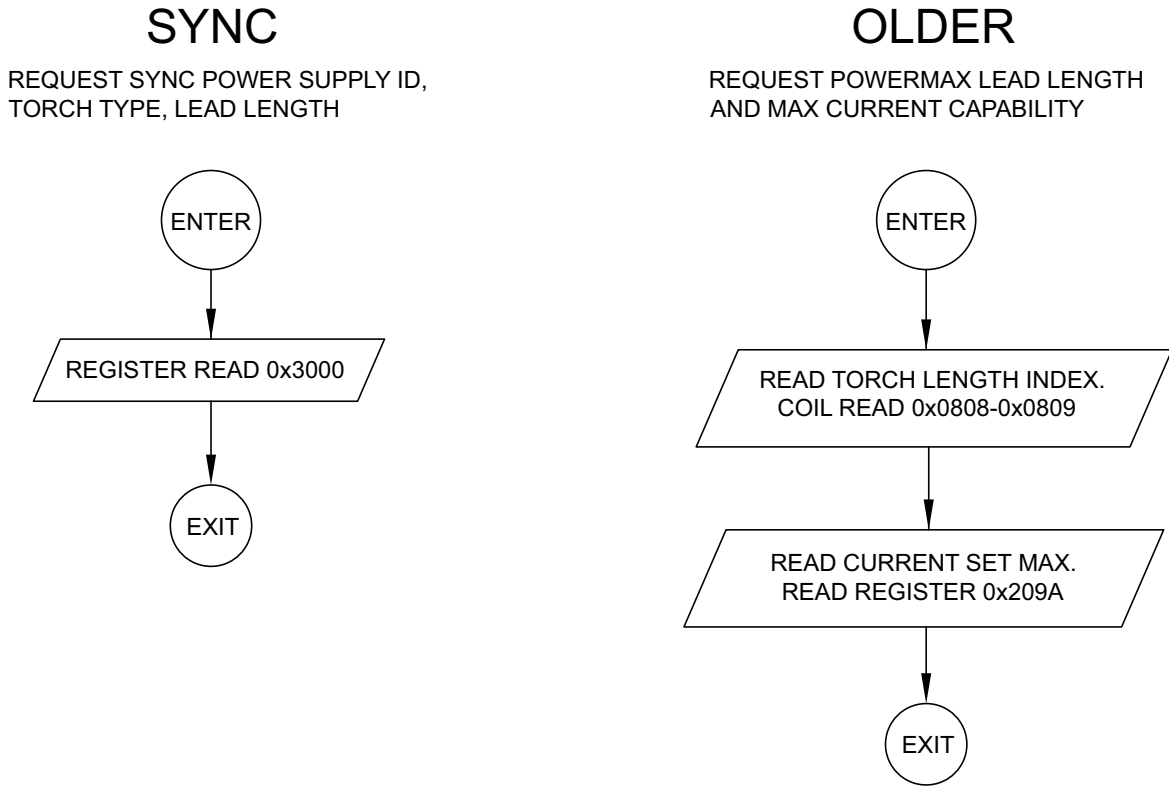 SYNC
REQUEST SYNC POWER SUPPLY ID,
TORCH TYPE, LEAD LENGTH
ENTER
REGISTER READ 0x3000
EXIT
OLDER
REQUEST POWERMAX LEAD LENGTH
AND MAX CURRENT CAPABILITY
ENTER
READ TORCH LENGTH INDEX.
COIL READ 0x0808-0x0809
READ CURRENT SET MAX.
READ REGISTER 0x209A
EXIT